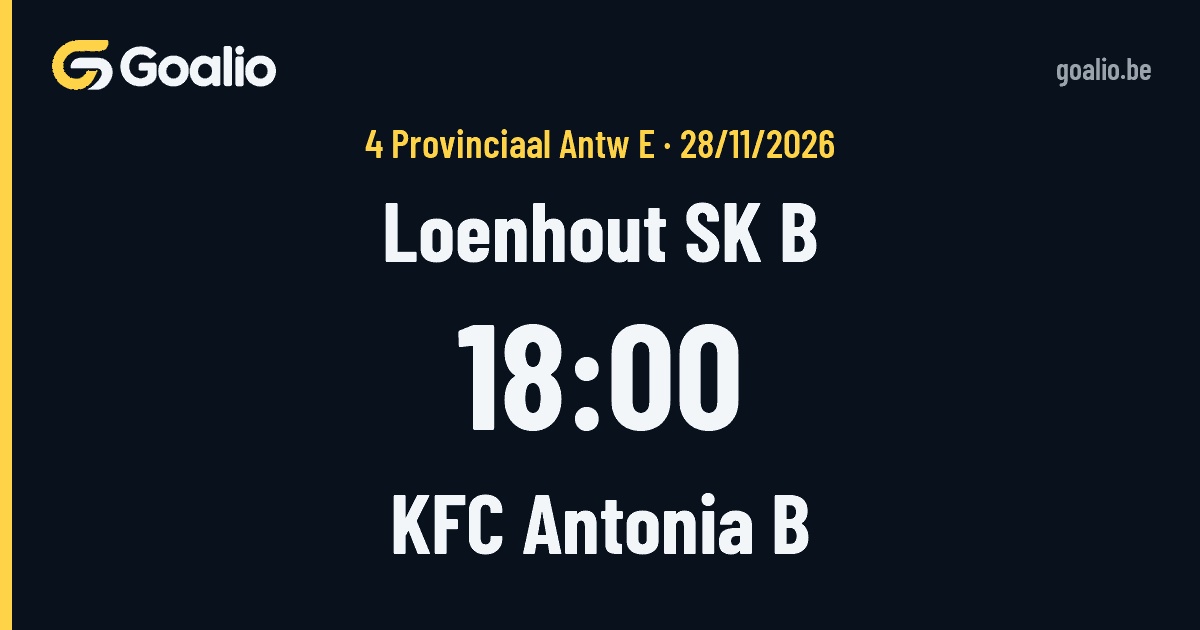 Goalio
goalio.be
4 Provinciaal Antw E · 28/11/2026
Loenhout SK B
18:00
KFC Antonia B